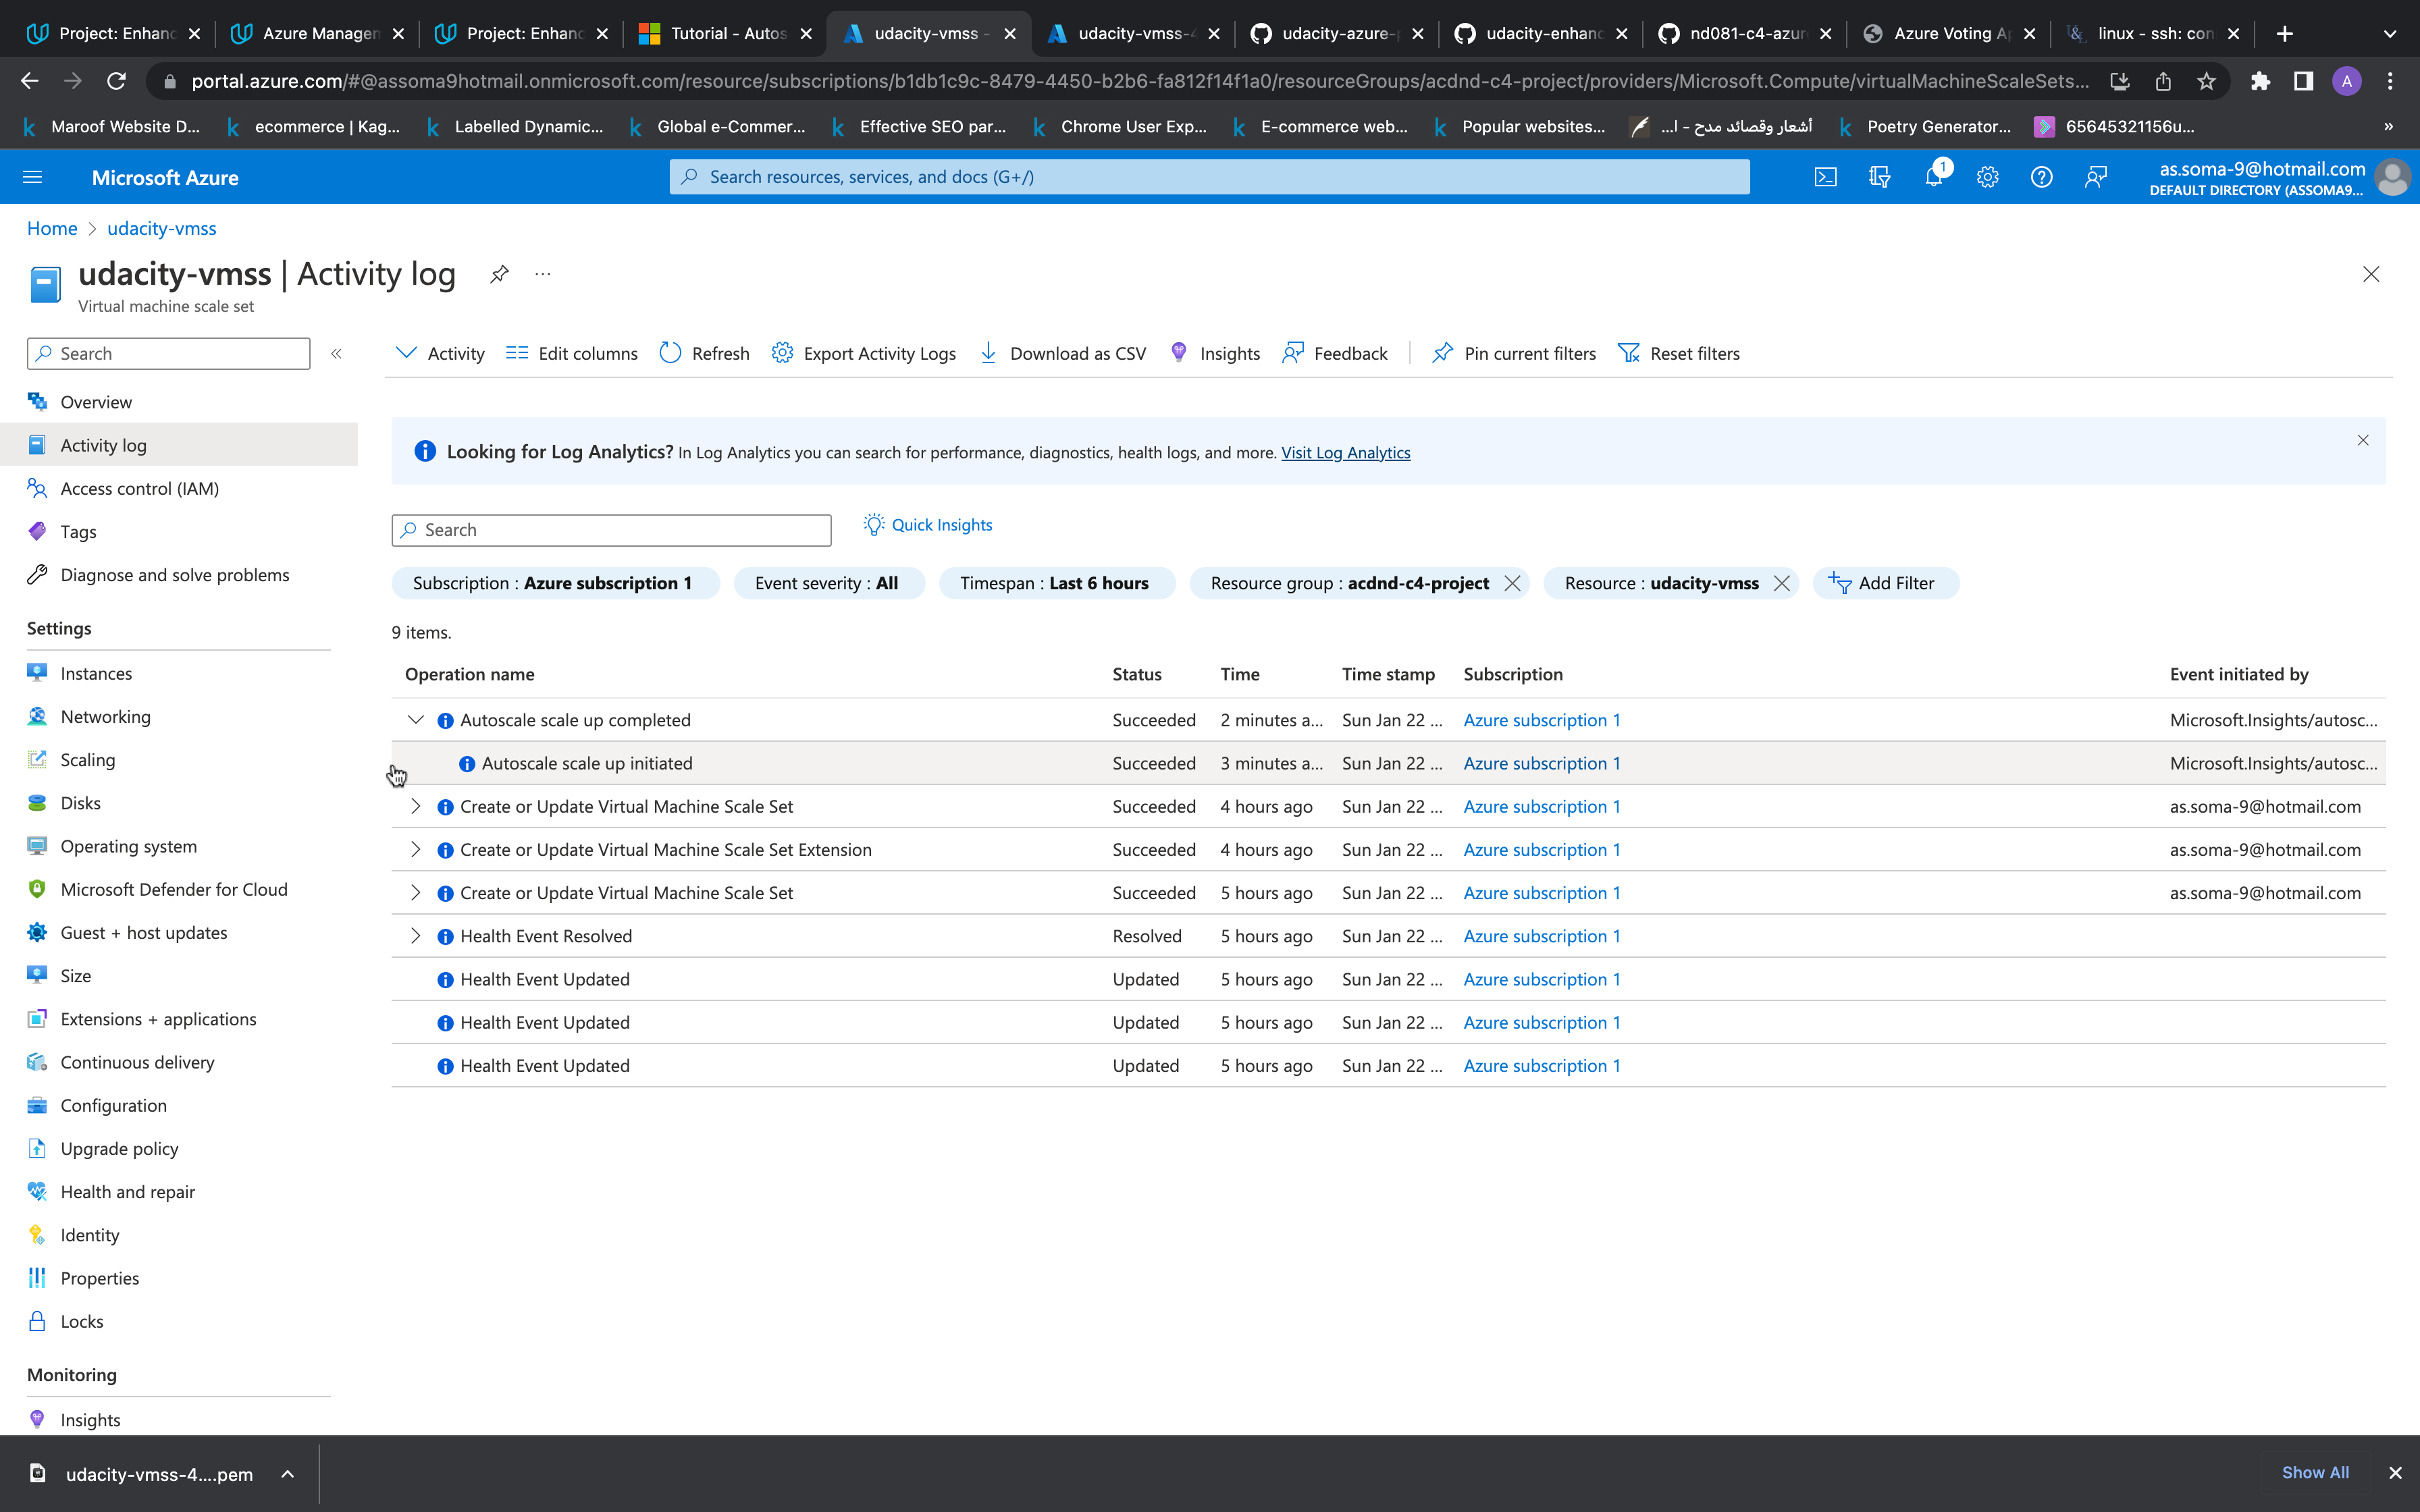 Project: Enhanc
Azure Managen
Project: Enhanc
Tutorial - Autos
udacity-vmss -
udacity-vmss-4
udacity-azure-
udacity-enhanc
nd081-c4-azur
Azure Voting Ap
linux - ssh: con
portal.azure.com/#@assoma9hotmail.onmicrosoft.com/resource/subscriptions/b1db1c9c-8479-4450-b2b6-fa812f14f1a0/resourceGroups/acdnd-c4-project/providers/Microsoft.Compute/virtualMachineScaleSets...
A
Maroof Website D...
ecommerce | Kag...
Labelled Dynamic...
Global e-Commer...
Effective SEO par...
Chrome User Exp...
E-commerce web...
Popular websites...
أشعار وقصائد مدح - ا...
Poetry Generator...
65645321156u...
»
Microsoft Azure
Search resources, services, and docs (G+/)
1
as.soma-9@hotmail.com
DEFAULT DIRECTORY (ASSOMA9...
Home > udacity-vmss
udacity-vmss | Activity log
Virtual machine scale set
Search
«
Activity
Edit columns
Refresh
Export Activity Logs
Download as CSV
Insights
Feedback
Pin current filters
Reset filters
Overview
Activity log
Access control (IAM)
Tags
Diagnose and solve problems
Settings
Instances
Networking
Scaling
Disks
Operating system
Microsoft Defender for Cloud
Guest + host updates
Size
Extensions + applications
Continuous delivery
Configuration
Upgrade policy
Health and repair
Identity
Properties
Locks
Monitoring
Insights
Looking for Log Analytics? In Log Analytics you can search for performance, diagnostics, health logs, and more. Visit Log Analytics
Search
Quick Insights
Subscription : Azure subscription 1
Event severity : All
Timespan : Last 6 hours
Resource group : acdnd-c4-project
Resource : udacity-vmss
Add Filter
9 items.
Operation name Status Time Time stamp Subscription Event initiated by
Autoscale scale up completed Succeeded 2 minutes a... Sun Jan 22 ... Azure subscription 1 Microsoft.Insights/autosc...
Autoscale scale up initiated Succeeded 3 minutes a... Sun Jan 22 ... Azure subscription 1 Microsoft.Insights/autosc...
Create or Update Virtual Machine Scale Set Succeeded 4 hours ago Sun Jan 22 ... Azure subscription 1 as.soma-9@hotmail.com
Create or Update Virtual Machine Scale Set Extension Succeeded 4 hours ago Sun Jan 22 ... Azure subscription 1 as.soma-9@hotmail.com
Create or Update Virtual Machine Scale Set Succeeded 5 hours ago Sun Jan 22 ... Azure subscription 1 as.soma-9@hotmail.com
Health Event Resolved Resolved 5 hours ago Sun Jan 22 ... Azure subscription 1
Health Event Updated Updated 5 hours ago Sun Jan 22 ... Azure subscription 1
Health Event Updated Updated 5 hours ago Sun Jan 22 ... Azure subscription 1
Health Event Updated Updated 5 hours ago Sun Jan 22 ... Azure subscription 1
udacity-vmss-4....pem
Show All